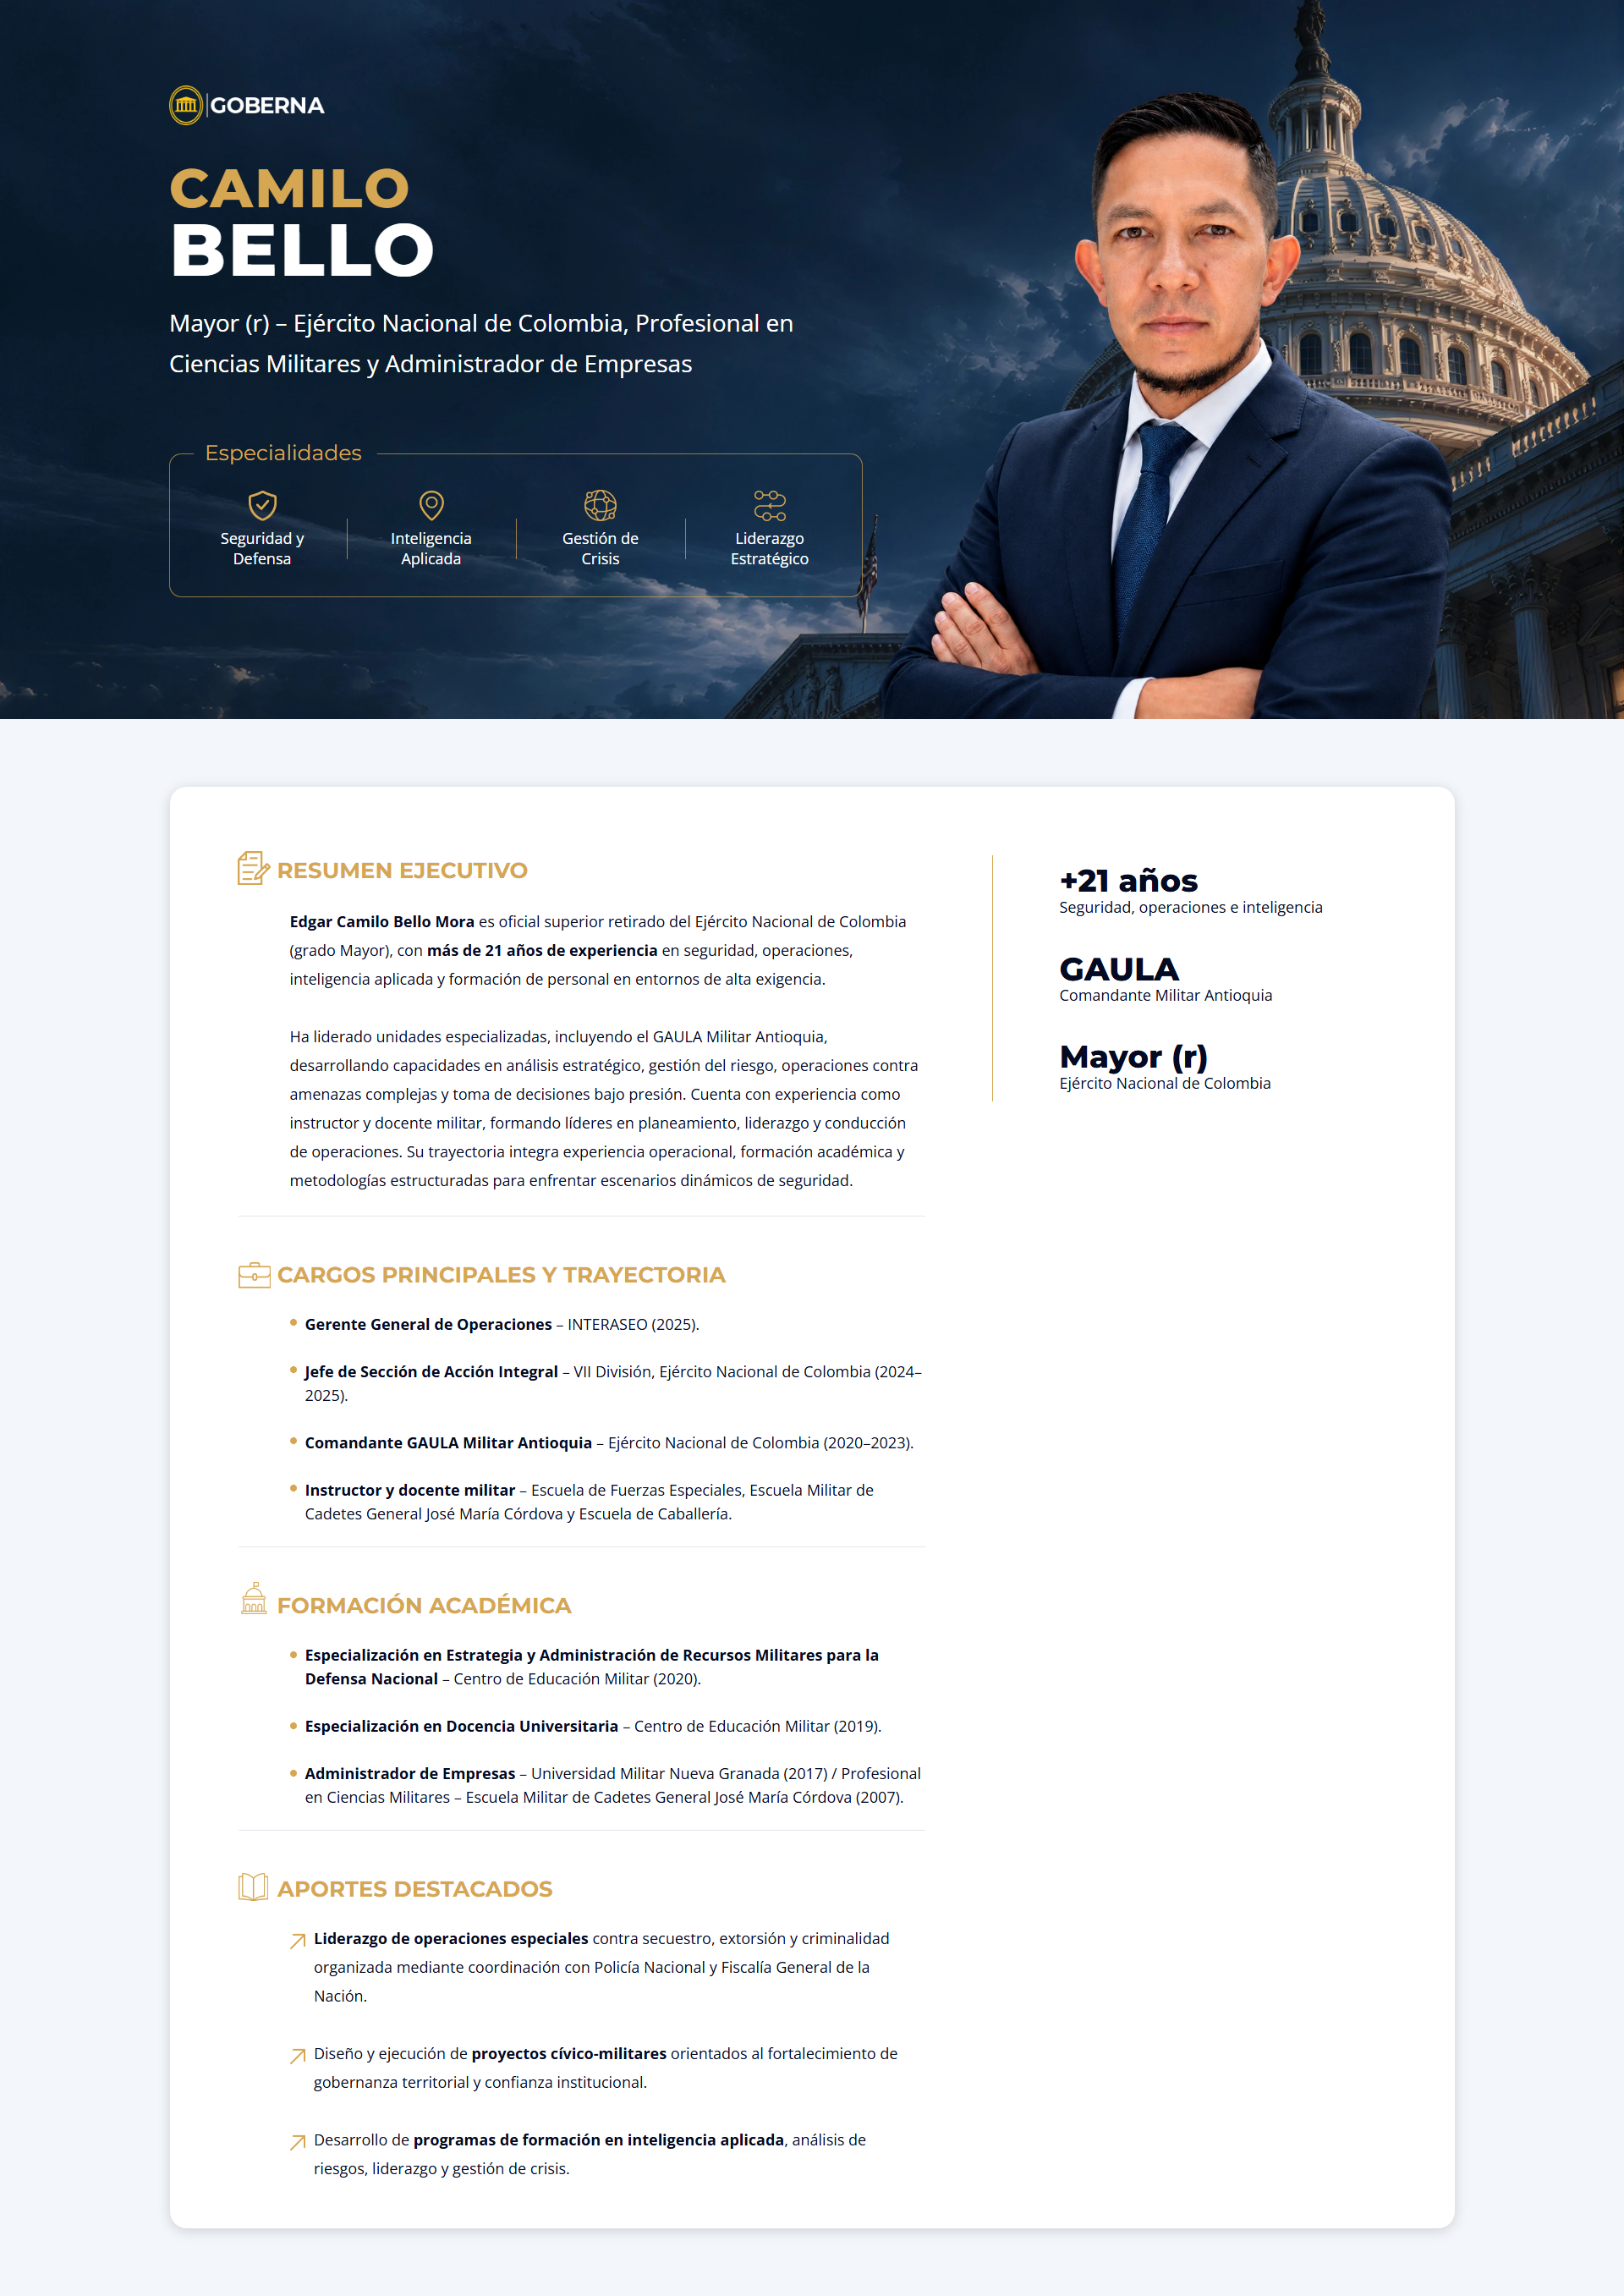 GOBERNA
CAMILO
BELLO
Mayor (r) – Ejército Nacional de Colombia, Profesional en
Ciencias Militares y Administrador de Empresas
Especialidades
Seguridad y
Defensa
Inteligencia
Aplicada
Gestión de
Crisis
Liderazgo
Estratégico
RESUMEN EJECUTIVO
Edgar Camilo Bello Mora es oficial superior retirado del Ejército Nacional de Colombia
(grado Mayor), con más de 21 años de experiencia en seguridad, operaciones,
inteligencia aplicada y formación de personal en entornos de alta exigencia.
Ha liderado unidades especializadas, incluyendo el GAULA Militar Antioquia,
desarrollando capacidades en análisis estratégico, gestión del riesgo, operaciones contra
amenazas complejas y toma de decisiones bajo presión. Cuenta con experiencia como
instructor y docente militar, formando líderes en planeamiento, liderazgo y conducción
de operaciones. Su trayectoria integra experiencia operacional, formación académica y
metodologías estructuradas para enfrentar escenarios dinámicos de seguridad.
+21 años
Seguridad, operaciones e inteligencia
GAULA
Comandante Militar Antioquia
Mayor (r)
Ejército Nacional de Colombia
CARGOS PRINCIPALES Y TRAYECTORIA
Gerente General de Operaciones – INTERASEO (2025).
Jefe de Sección de Acción Integral – VII División, Ejército Nacional de Colombia (2024–
2025).
Comandante GAULA Militar Antioquia – Ejército Nacional de Colombia (2020–2023).
Instructor y docente militar – Escuela de Fuerzas Especiales, Escuela Militar de
Cadetes General José María Córdova y Escuela de Caballería.
FORMACIÓN ACADÉMICA
Especialización en Estrategia y Administración de Recursos Militares para la
Defensa Nacional – Centro de Educación Militar (2020).
Especialización en Docencia Universitaria – Centro de Educación Militar (2019).
Administrador de Empresas – Universidad Militar Nueva Granada (2017) / Profesional
en Ciencias Militares – Escuela Militar de Cadetes General José María Córdova (2007).
APORTES DESTACADOS
Liderazgo de operaciones especiales contra secuestro, extorsión y criminalidad
organizada mediante coordinación con Policía Nacional y Fiscalía General de la
Nación.
Diseño y ejecución de proyectos cívico-militares orientados al fortalecimiento de
gobernanza territorial y confianza institucional.
Desarrollo de programas de formación en inteligencia aplicada, análisis de
riesgos, liderazgo y gestión de crisis.